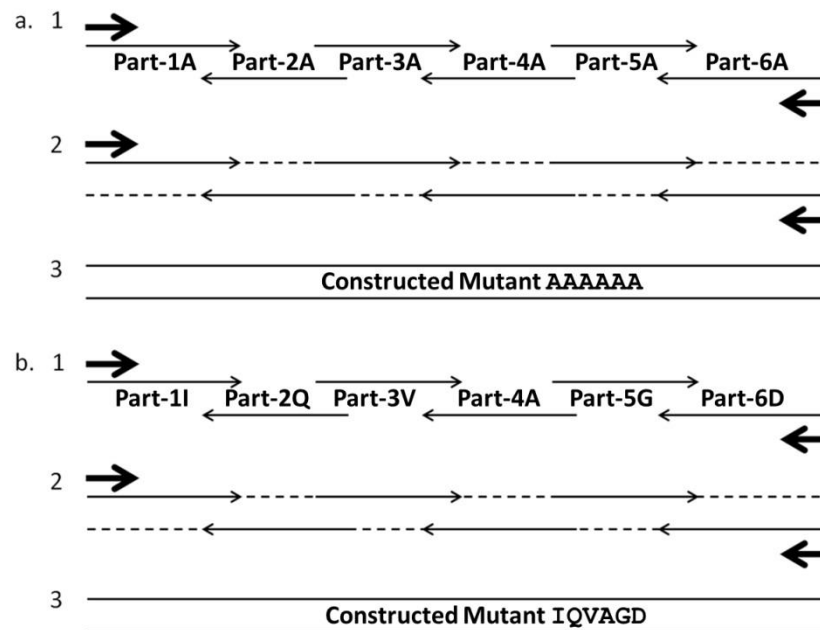 a. 1
Part-1A Part-2A Part-3A Part-4A Part-5A Part-6A
2
3
Constructed Mutant AAAAAA
b. 1
Part-1I Part-2Q Part-3V Part-4A Part-5G Part-6D
2
3
Constructed Mutant IQVAGD